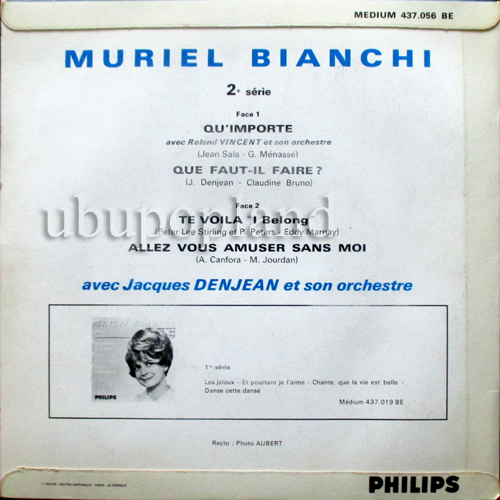 MEDIUM 437.056 BE
MURIEL BIANCHI
2e série
Face 1
QU'IMPORTE
avec Roland VINCENT et son orchestre
(Jean Sala - G. Ménassé)
QUE FAUT-IL FAIRE ?
(J. Denjean - Claudine Bruno)
Face 2
TE VOILA "I Belong"
(Peter Lee Stirling et P. Peters - Eddy Marnay)
ALLEZ VOUS AMUSER SANS MOI
(A. Canfora - M. Jourdan)
ubupopland
avec Jacques DENJEAN et son orchestre
PHILIPS
1re série
Les jaloux - Et pourtant je l'aime - Chante, que la vie est belle -
Danse cette danse
Médium 437.019 BE
Recto : Photo AUBERT
PHILIPS